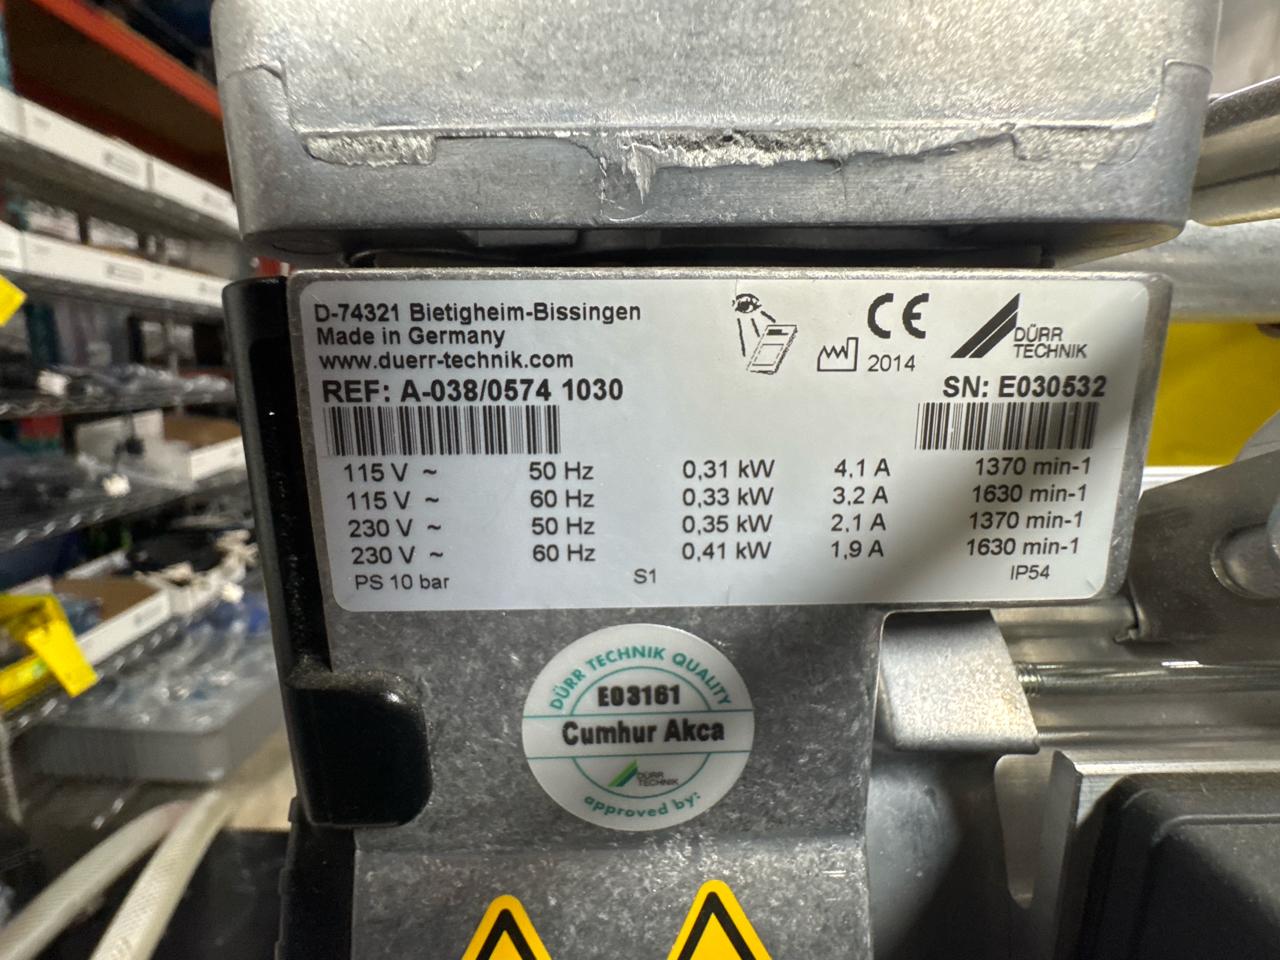 D-74321 Bietigheim-Bissingen
Made in Germany
www.duerr-technik.com
CE
2014
DÜRR
TECHNIK
REF: A-038/0574 1030
SN: E030532
115 V ~ 50 Hz 0,31 kW 4,1 A 1370 min-1
115 V ~ 60 Hz 0,33 kW 3,2 A 1630 min-1
230 V ~ 50 Hz 0,35 kW 2,1 A 1370 min-1
230 V ~ 60 Hz 0,41 kW 1,9 A 1630 min-1
PS 10 bar S1 IP54
DÜRR TECHNIK QUALITY
E03161
Cumhur Akca
DÜRR
TECHNIK
approved by: